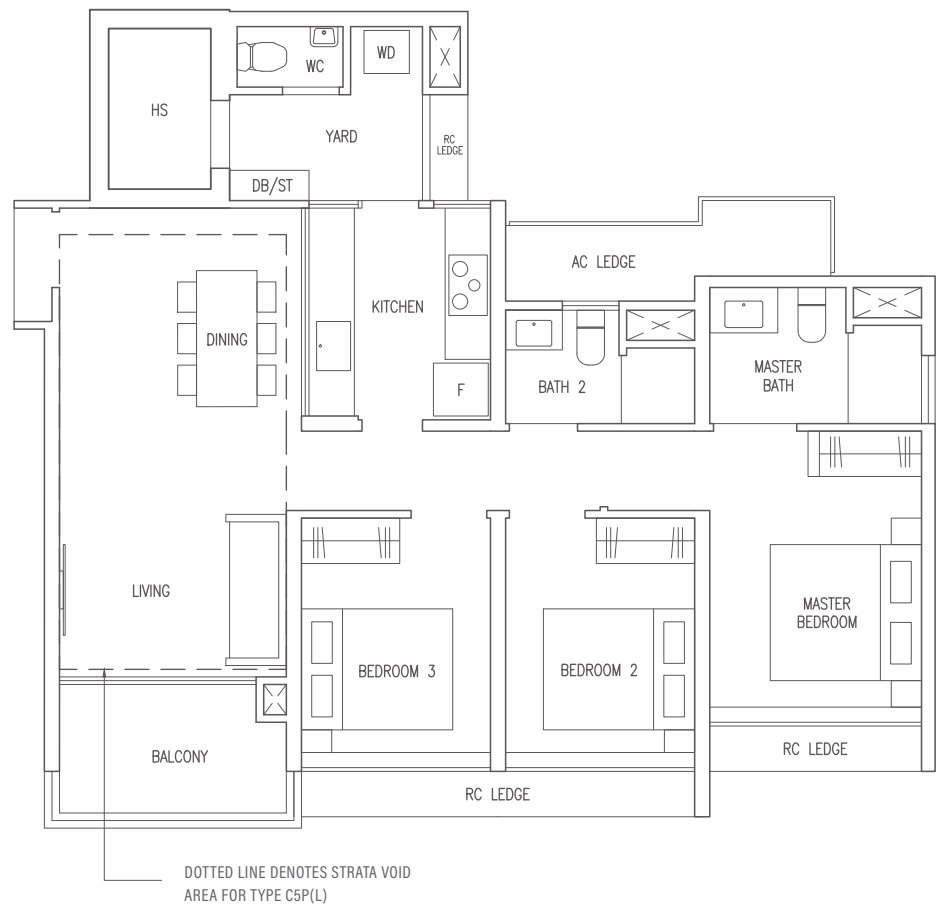 WC
WD
HS
YARD
RC
LEDGE
DB/ST
AC LEDGE
KITCHEN
DINING
F
BATH 2
MASTER
BATH
LIVING
MASTER
BEDROOM
BEDROOM 3
BEDROOM 2
BALCONY
RC LEDGE
RC LEDGE
DOTTED LINE DENOTES STRATA VOID
AREA FOR TYPE C5P(L)